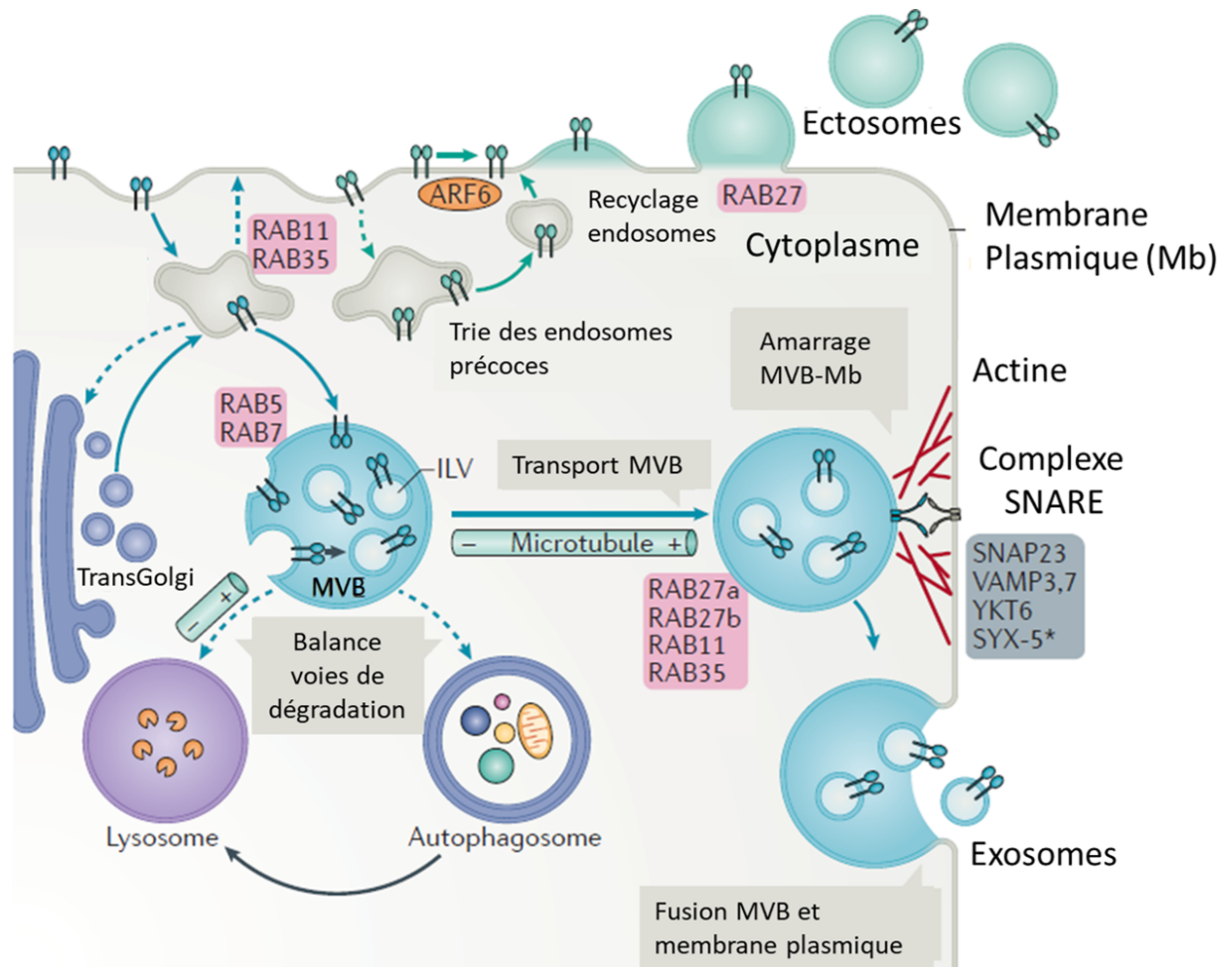 Ectosomes
ARF6
RAB27
Recyclage
endosomes
Cytoplasme
Membrane
Plasmique (Mb)
RAB11
RAB35
Trie des endosomes
précoces
Amarrage
MVB-Mb
Actine
RAB5
RAB7
ILV
Transport MVB
Complexe
SNARE
− Microtubule +
SNAP23
VAMP3,7
YKT6
SYX-5*
TransGolgi
MVB
RAB27a
RAB27b
RAB11
RAB35
+
−
Balance
voies de
dégradation
Lysosome
Autophagosome
Exosomes
Fusion MVB et
membrane plasmique